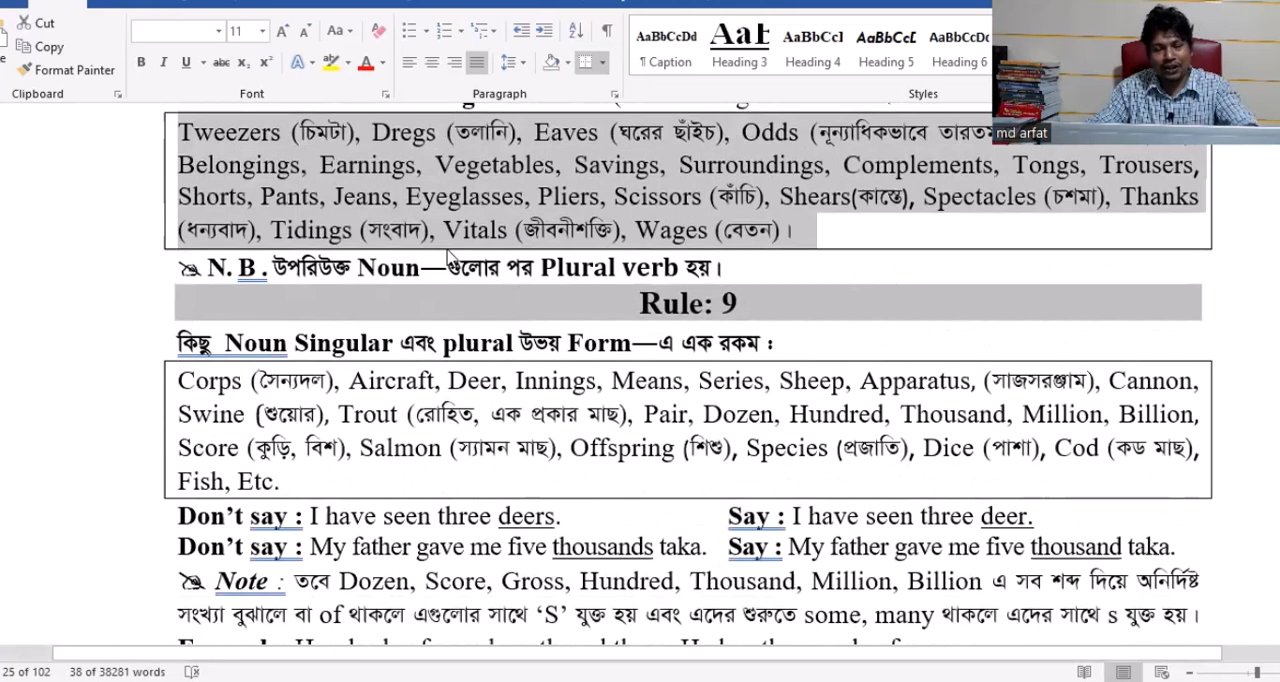 Cut
Copy
Format Painter
Clipboard
11
Aa
B I U abc x₂ x² A A
Font
Paragraph
AaBbCcDd AaB AaBbCcI AaBbCcD AaBbCcDc
¶ Caption Heading 3 Heading 4 Heading 5 Heading 6
Styles
md arfat
Tweezers (চিমটা), Dregs (তলানি), Eaves (ঘরের ছাঁইচ), Odds (নূন্যাধিকভাবে
Belongings, Earnings, Vegetables, Savings, Surroundings, Complements, Tongs, Trousers,
Shorts, Pants, Jeans, Eyeglasses, Pliers, Scissors (কাঁচি), Shears(কাস্তে), Spectacles (চশমা), Thanks
(ধন্যবাদ), Tidings (সংবাদ), Vitals (জীবনীশক্তি), Wages (বেতন)।
N. B . উপরিউক্ত Noun—গুলোর পর Plural verb হয়।
Rule: 9
কিছু Noun Singular এবং plural উভয় Form—এ এক রকম :
Corps (সৈন্যদল), Aircraft, Deer, Innings, Means, Series, Sheep, Apparatus, (সাজসরঞ্জাম), Cannon,
Swine (শুয়োর), Trout (রোহিত, এক প্রকার মাছ), Pair, Dozen, Hundred, Thousand, Million, Billion,
Score (কুড়ি, বিশ), Salmon (স্যামন মাছ), Offspring (শিশু), Species (প্রজাতি), Dice (পাশা), Cod (কড মাছ),
Fish, Etc.
Don’t say : I have seen three deers. Say : I have seen three deer.
Don’t say : My father gave me five thousands taka. Say : My father gave me five thousand taka.
Note : তবে Dozen, Score, Gross, Hundred, Thousand, Million, Billion এ সব শব্দ দিয়ে অনির্দিষ্ট
সংখ্যা বুঝালে বা of থাকলে এগুলোর সাথে ‘S’ যুক্ত হয় এবং এদের শুরুতে some, many থাকলে এদের সাথে s যুক্ত হয়।
25 of 102 38 of 38281 words